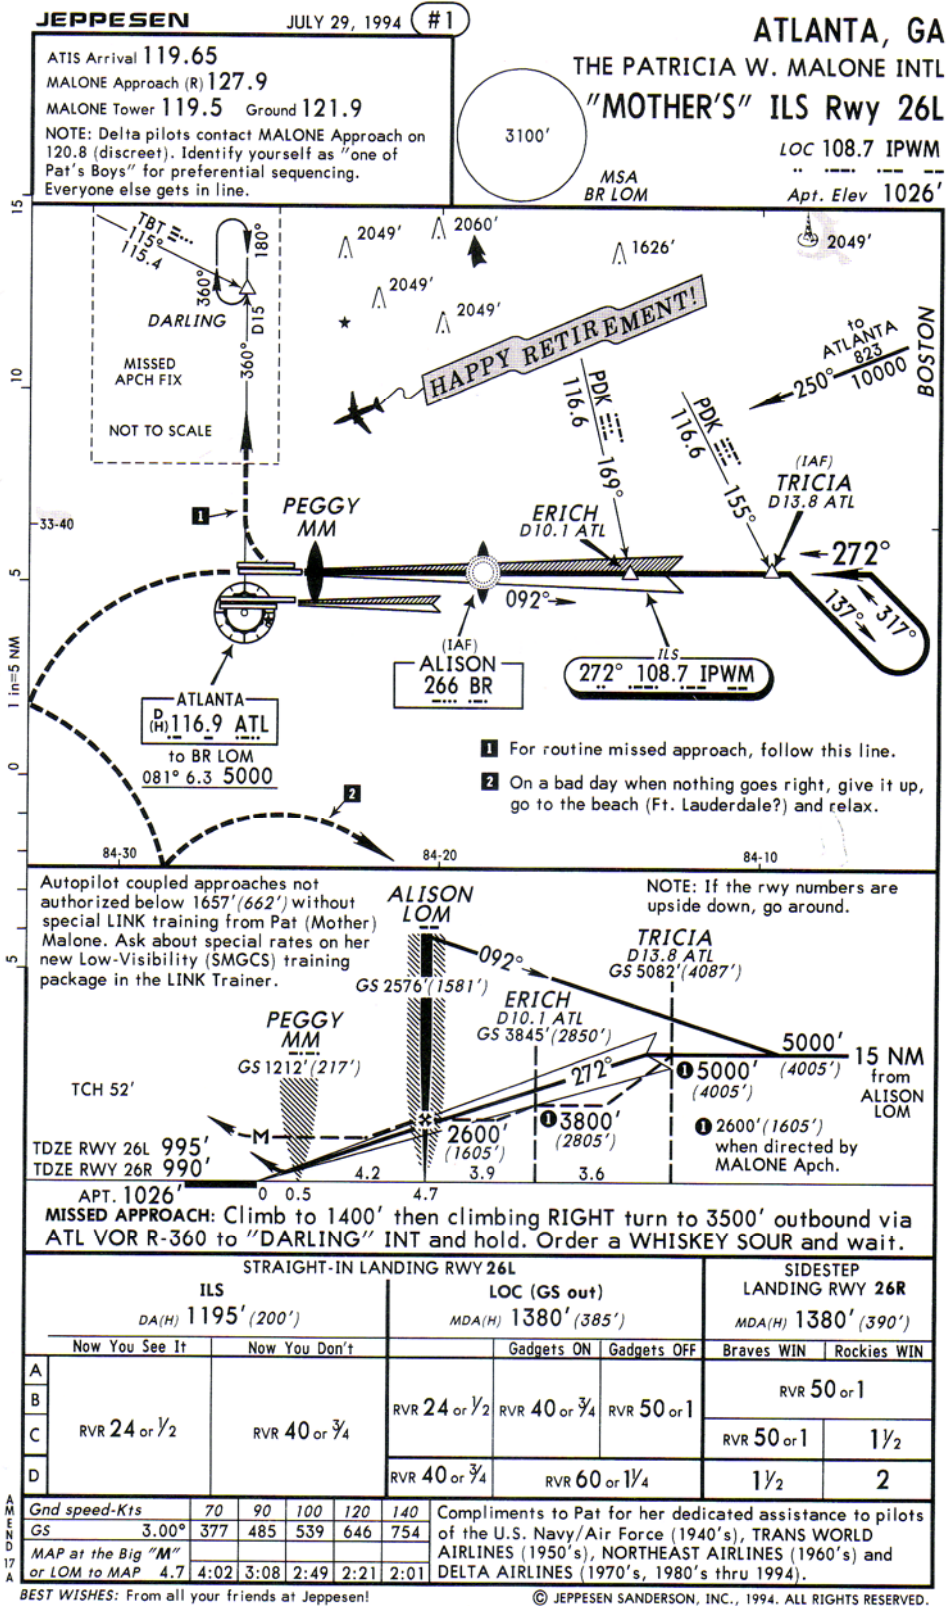 JEPPESEN JULY 29, 1994 #1
ATLANTA, GA
THE PATRICIA W. MALONE INTL
"MOTHER'S" ILS Rwy 26L
LOC 108.7 IPWM
Apt. Elev 1026'
ATIS Arrival 119.65
MALONE Approach (R) 127.9
MALONE Tower 119.5 Ground 121.9
NOTE: Delta pilots contact MALONE Approach on
120.8 (discreet). Identify yourself as "one of
Pat's Boys" for preferential sequencing.
Everyone else gets in line.
3100'
MSA
BR LOM
15
TBT
115°
115.4
180°
360°
DARLING
D15
360°
MISSED
APCH FIX
NOT TO SCALE
2049'
2060'
1626'
2049'
2049'
2049'
HAPPY RETIREMENT!
to
ATLANTA
823
250° 10000
BOSTON
10
PDK
116.6
169°
PDK
116.6
155°
(IAF)
TRICIA
D13.8 ATL
33-40
1
PEGGY
MM
ERICH
D10.1 ATL
272°
5
092°
137°
317°
(IAF)
ALISON
266 BR
ILS
272° 108.7 IPWM
1 in=5 NM
ATLANTA
D
(H) 116.9 ATL
to BR LOM
081° 6.3 5000
1 For routine missed approach, follow this line.
2 On a bad day when nothing goes right, give it up,
go to the beach (Ft. Lauderdale?) and relax.
0
2
84-30
84-20
84-10
Autopilot coupled approaches not
authorized below 1657' (662') without
special LINK training from Pat (Mother)
Malone. Ask about special rates on her
new Low-Visibility (SMGCS) training
package in the LINK Trainer.
5
ALISON
LOM
NOTE: If the rwy numbers are
upside down, go around.
092°
TRICIA
D13.8 ATL
GS 5082' (4087')
GS 2576' (1581')
ERICH
D10.1 ATL
GS 3845' (2850')
PEGGY
MM
GS 1212' (217')
5000'
(4005')
15 NM
from
ALISON
LOM
272°
1 5000'
(4005')
TCH 52'
1 3800'
(2805')
2600'
(1605')
1 2600' (1605')
when directed by
MALONE Apch.
M
TDZE RWY 26L 995'
TDZE RWY 26R 990'
APT. 1026'
4.2 3.9 3.6
0 0.5 4.7
MISSED APPROACH: Climb to 1400' then climbing RIGHT turn to 3500' outbound via
ATL VOR R-360 to "DARLING" INT and hold. Order a WHISKEY SOUR and wait.
STRAIGHT-IN LANDING RWY 26L
SIDESTEP
LANDING RWY 26R
ILS
DA(H) 1195' (200')
LOC (GS out)
MDA(H) 1380' (385')
MDA(H) 1380' (390')
Now You See It Now You Don't Gadgets ON Gadgets OFF Braves WIN Rockies WIN
A
B
C
D
RVR 24 or 1/2
RVR 40 or 3/4
RVR 24 or 1/2 RVR 40 or 3/4 RVR 50 or 1
RVR 50 or 1
RVR 50 or 1 1 1/2
RVR 40 or 3/4 RVR 60 or 1 1/4 1 1/2 2
AMEND 17A
Gnd speed-Kts 70 90 100 120 140
GS 3.00° 377 485 539 646 754
MAP at the Big "M"
or LOM to MAP 4.7 4:02 3:08 2:49 2:21 2:01
Compliments to Pat for her dedicated assistance to pilots
of the U.S. Navy/Air Force (1940's), TRANS WORLD
AIRLINES (1950's), NORTHEAST AIRLINES (1960's) and
DELTA AIRLINES (1970's, 1980's thru 1994).
BEST WISHES: From all your friends at Jeppesen!
© JEPPESEN SANDERSON, INC., 1994. ALL RIGHTS RESERVED.